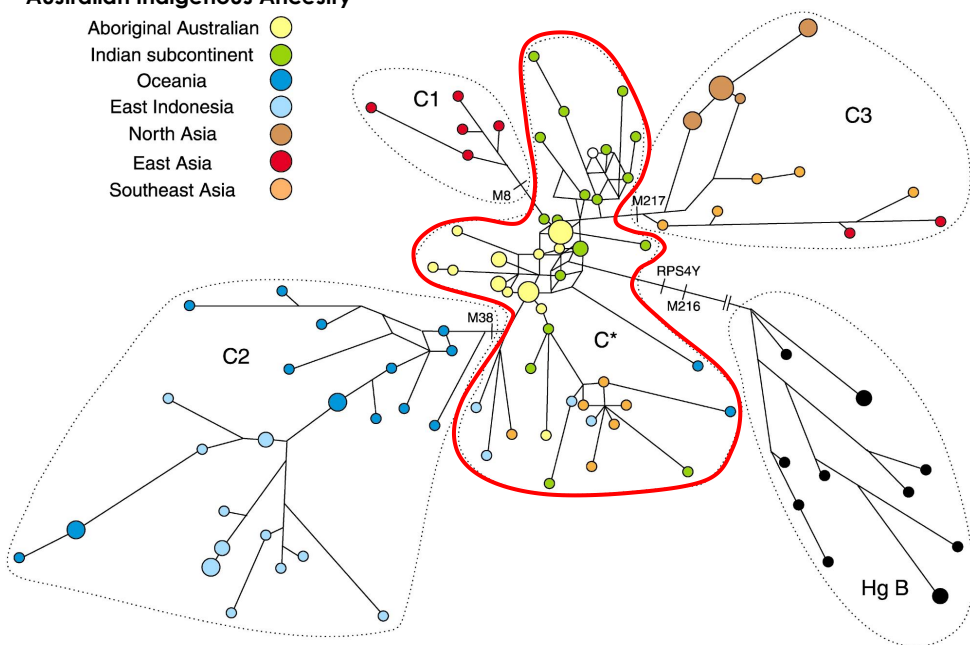 Australian Indigenous Ancestry
Aboriginal Australian
Indian subcontinent
Oceania
East Indonesia
North Asia
East Asia
Southeast Asia
C1
C3
M8
M217
RPS4Y
M216
M38
C*
C2
Hg B